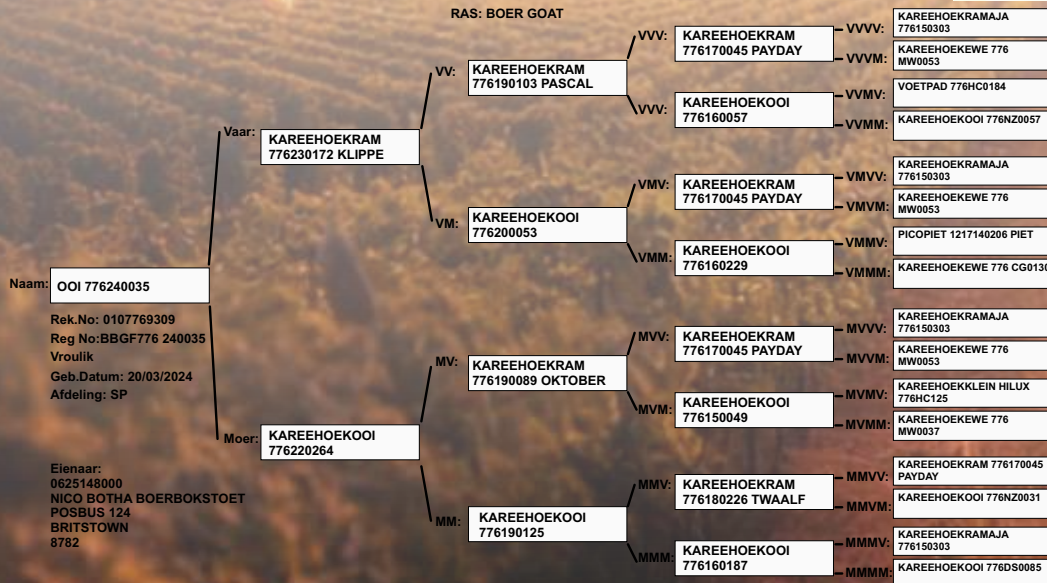 RAS: BOER GOAT
Naam:
OOI 776240035
Rek.No: 0107769309
Reg No:BBGF776 240035
Vroulik
Geb.Datum: 20/03/2024
Afdeling: SP
Eienaar:
0625148000
NICO BOTHA BOERBOKSTOET
POSBUS 124
BRITSTOWN
8782
Vaar:
KAREEHOEKRAM
776230172 KLIPPE
Moer:
KAREEHOEKOOI
776220264
VV:
KAREEHOEKRAM
776190103 PASCAL
VM:
KAREEHOEKOOI
776200053
MV:
KAREEHOEKRAM
776190089 OKTOBER
MM:
KAREEHOEKOOI
776190125
VVV:
KAREEHOEKRAM
776170045 PAYDAY
VVV:
KAREEHOEKOOI
776160057
VMV:
KAREEHOEKRAM
776170045 PAYDAY
VMM:
KAREEHOEKOOI
776160229
MVV:
KAREEHOEKRAM
776170045 PAYDAY
MVM:
KAREEHOEKOOI
776150049
MMV:
KAREEHOEKRAM
776180226 TWAALF
MMM:
KAREEHOEKOOI
776160187
VVVV:
KAREEHOEKRAMAJA
776150303
VVVM:
KAREEHOEKEWE 776
MW0053
VVMV:
VOETPAD 776HC0184
VVMM:
KAREEHOEKOOI 776NZ0057
VMVV:
KAREEHOEKRAMAJA
776150303
VMVM:
KAREEHOEKEWE 776
MW0053
VMMV:
PICOPIET 1217140206 PIET
VMMM:
KAREEHOEKEWE 776 CG0130
MVVV:
KAREEHOEKRAMAJA
776150303
MVVM:
KAREEHOEKEWE 776
MW0053
MVMV:
KAREEHOEKKLEIN HILUX
776HC125
MVMM:
KAREEHOEKEWE 776
MW0037
MMVV:
KAREEHOEKRAM 776170045
PAYDAY
MMVM:
KAREEHOEKOOI 776NZ0031
MMMV:
KAREEHOEKRAMAJA
776150303
MMMM:
KAREEHOEKOOI 776DS0085